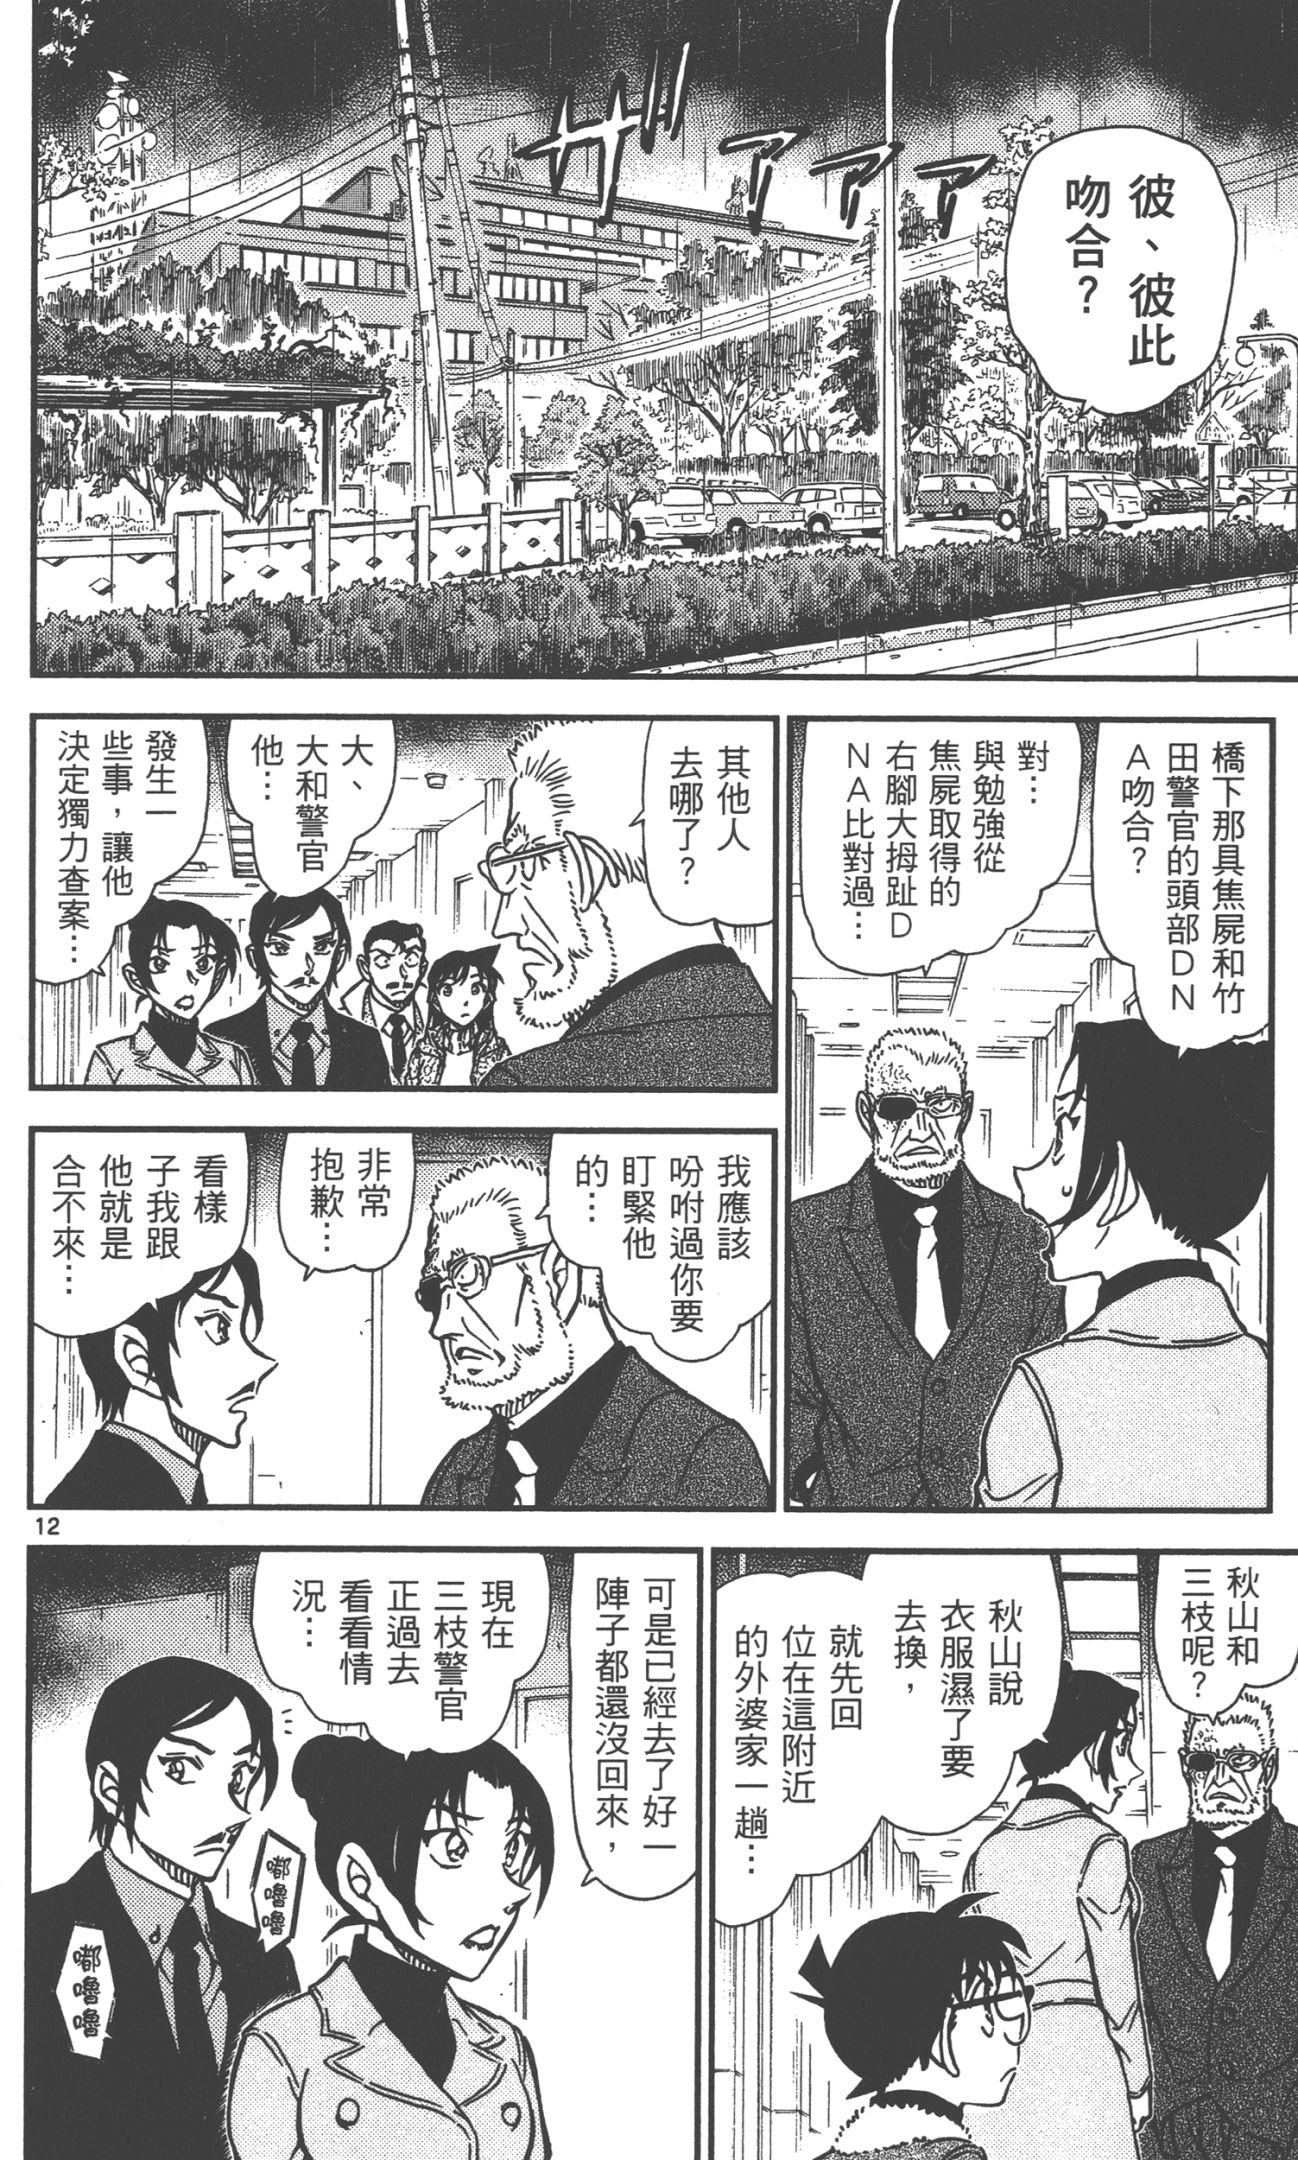 彼、彼此
吻合？
ザァァァ
橋下那具焦屍和竹
田警官的頭部DN
A吻合？
對…
與勉強從
焦屍取得的
右腳大拇趾D
NA比對過…
其他人
去哪了？
大、
大和警官
他…
發生一
些事，讓他
決定獨力查案…
我應該
吩咐過你要
盯緊他
的…
非常
抱歉…
看樣
子我跟
他就是
合不來…
12
秋山和
三枝呢？
秋山說
衣服濕了要
去換，
就先回
位在這附近
的外婆家一趟…
可是已經去了好一
陣子都還沒回來，
現在
三枝警官
正過去
看看情
況…
嘟嚕嚕
嘟嚕嚕